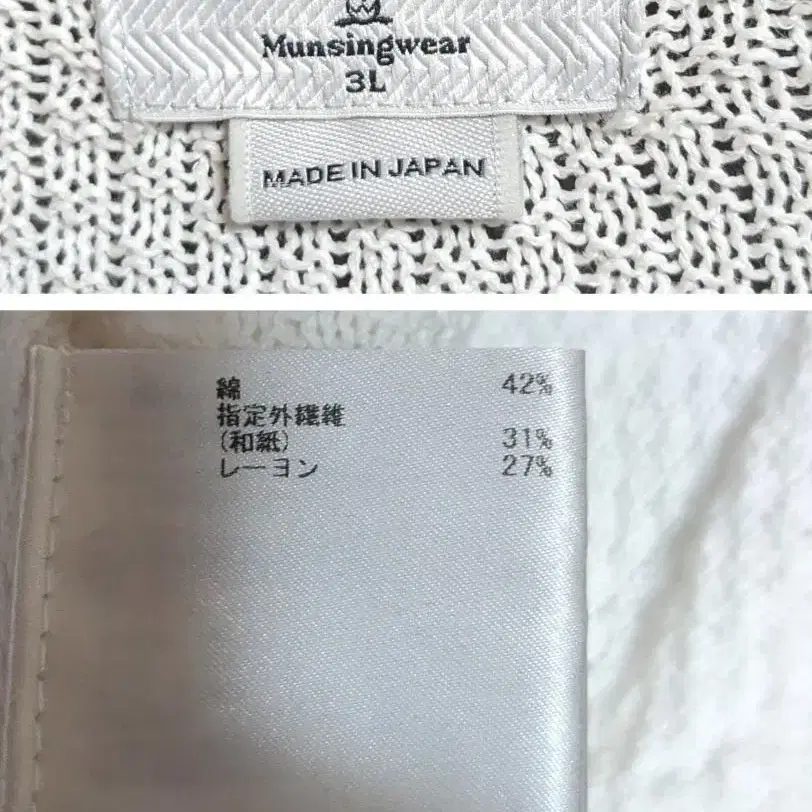 Munsingwear
3L
MADE IN JAPAN
綿 42%
指定外繊維
(和紙) 31%
レーヨン 27%